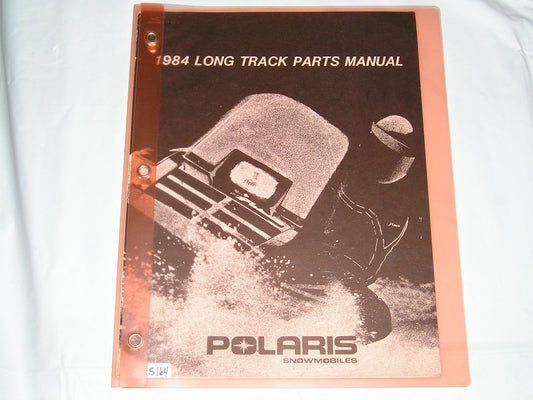 1984 LONG TRACK PARTS MANUAL
POLARIS
SNOWMOBILES
S164